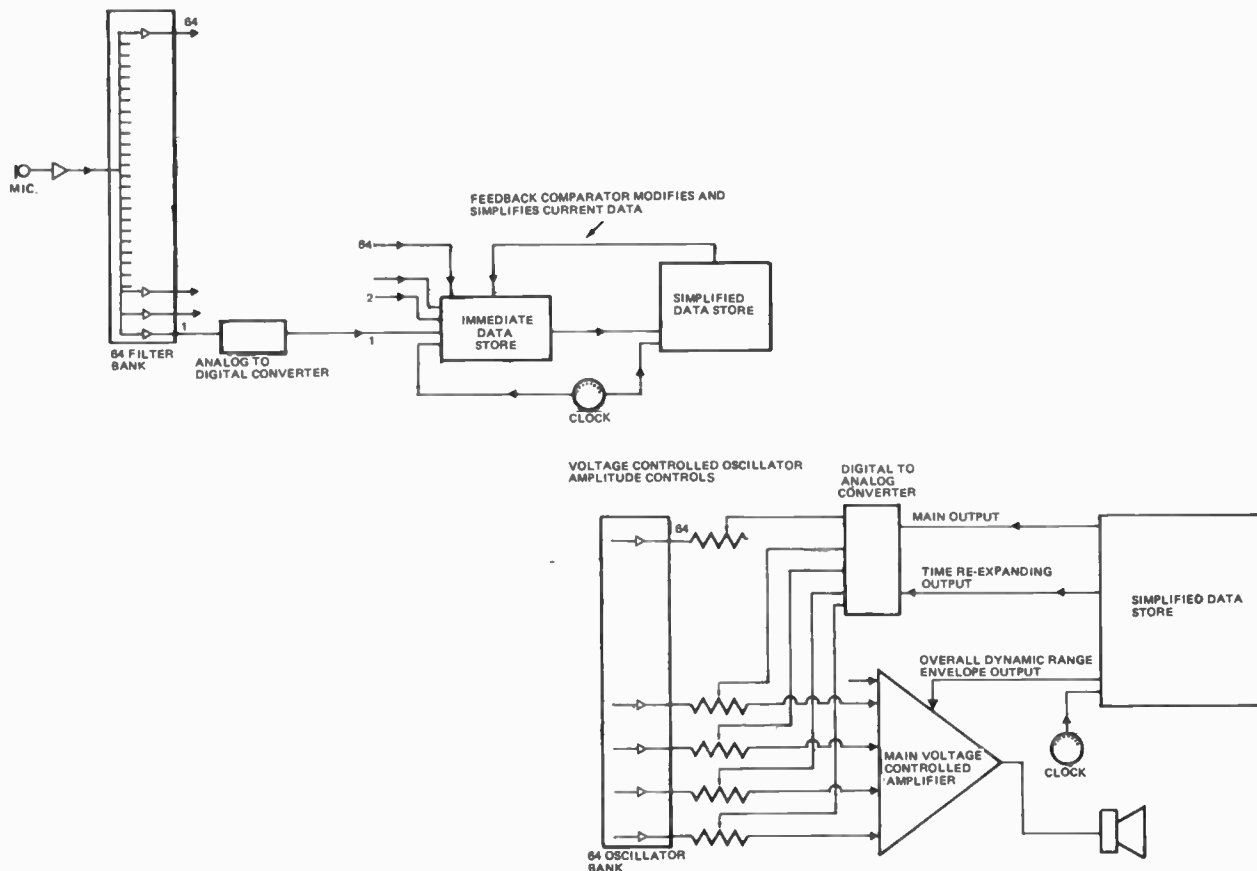 64
MIC.
FEEDBACK COMPARATOR MODIFIES AND
SIMPLIFIES CURRENT DATA
64
2
1
1
IMMEDIATE
DATA
STORE
SIMPLIFIED
DATA STORE
64 FILTER
BANK
ANALOG TO
DIGITAL CONVERTER
CLOCK
VOLTAGE CONTROLLED OSCILLATOR
AMPLITUDE CONTROLS
DIGITAL TO
ANALOG
CONVERTER
64
MAIN OUTPUT
TIME RE-EXPANDING
OUTPUT
SIMPLIFIED DATA
STORE
OVERALL DYNAMIC RANGE
ENVELOPE OUTPUT
MAIN VOLTAGE
CONTROLLED
AMPLIFIER
CLOCK
64 OSCILLATOR
BANK